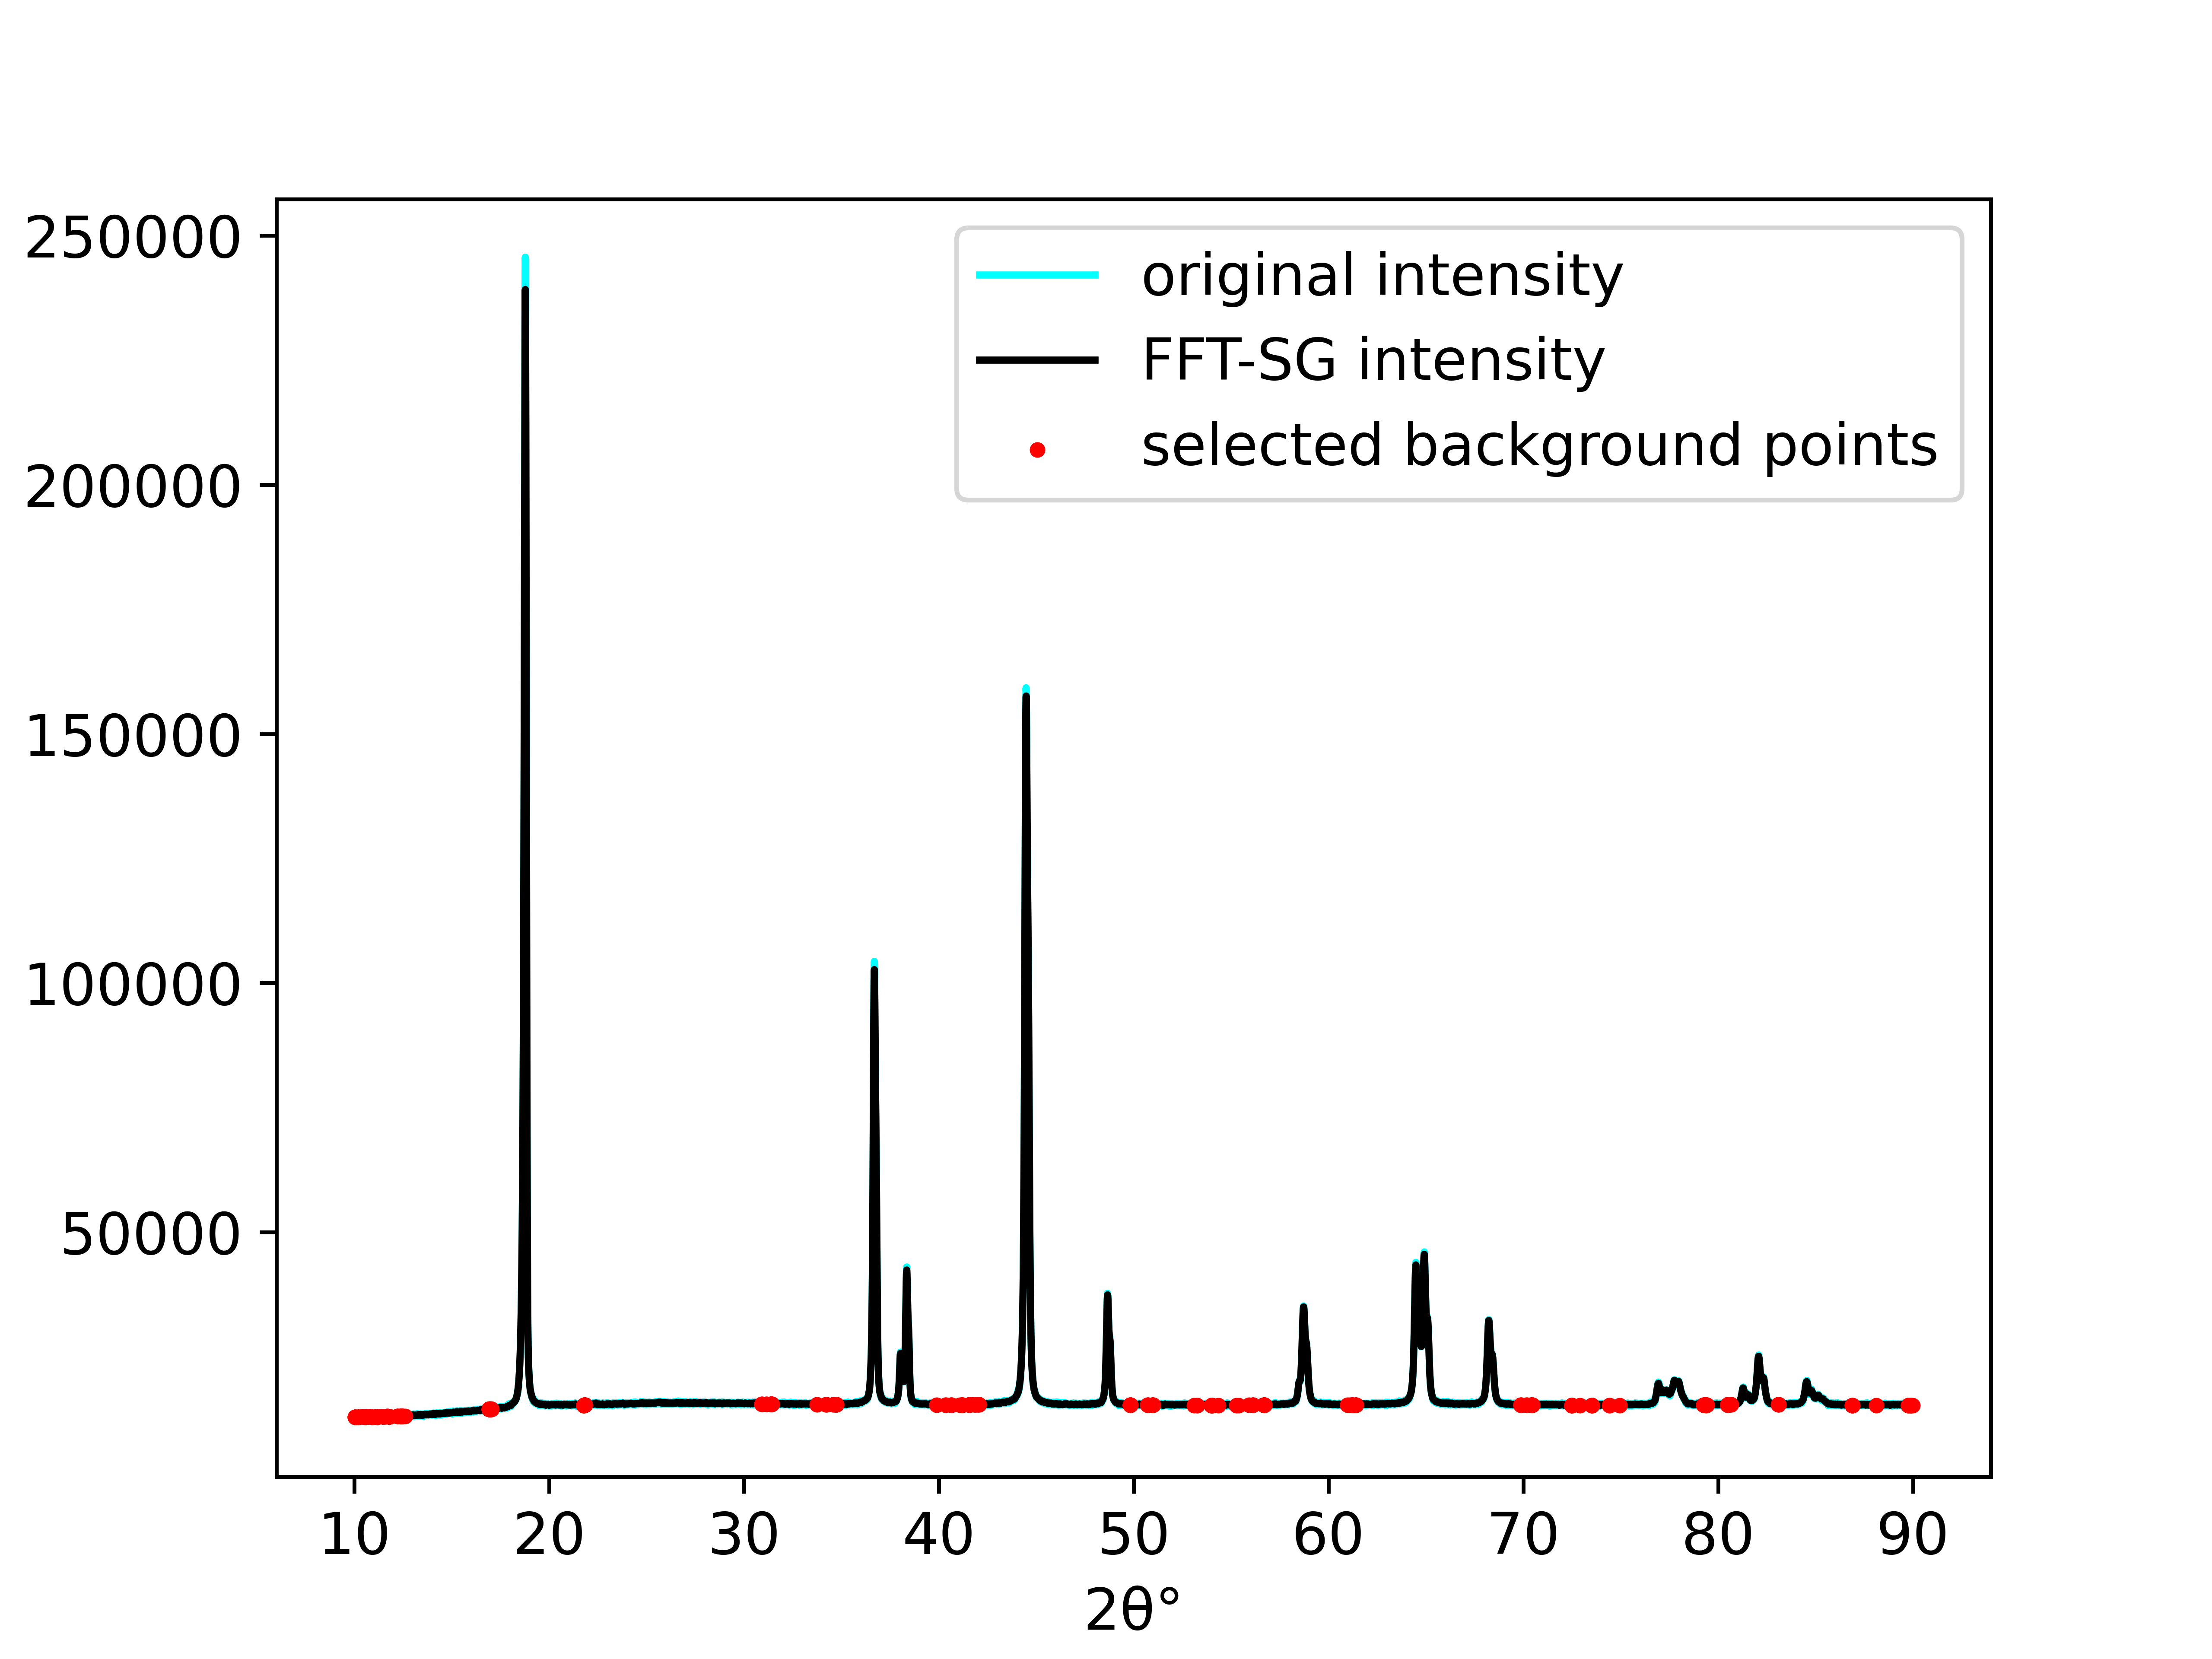 250000
200000
150000
100000
50000
original intensity
FFT-SG intensity
selected background points
10 20 30 40 50 60 70 80 90
2θ°